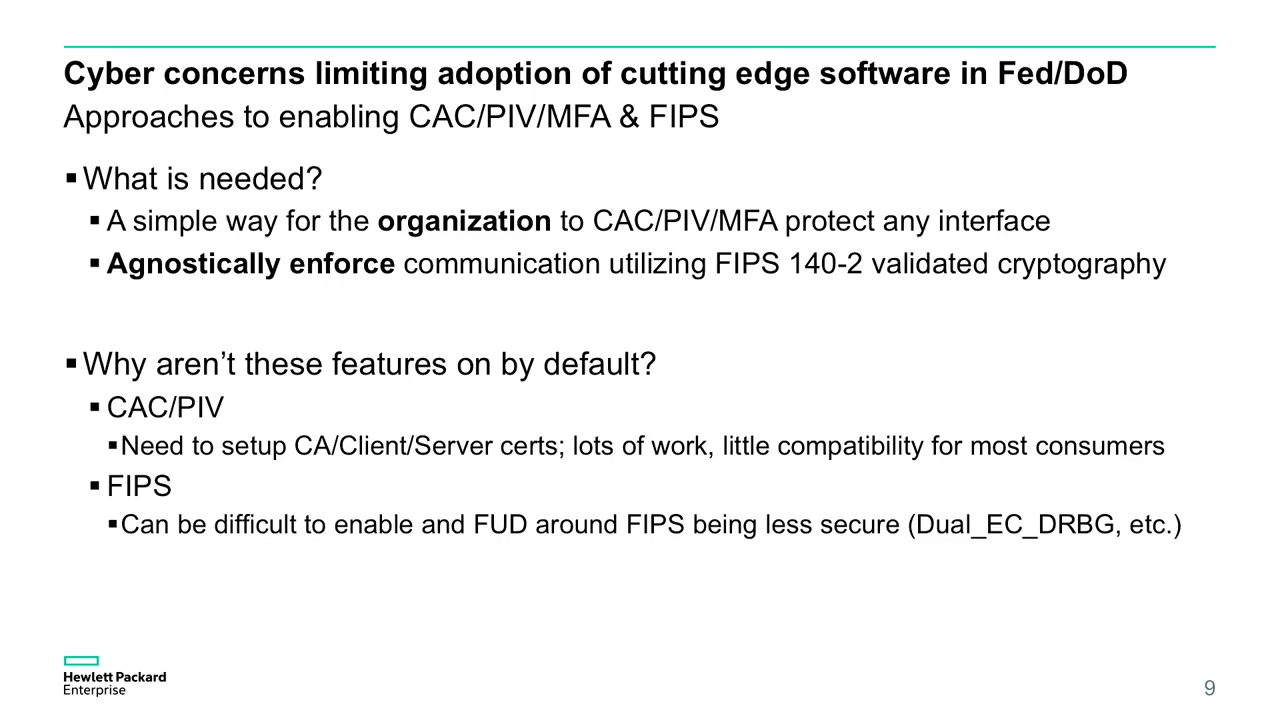 Cyber concerns limiting adoption of cutting edge software in Fed/DoD
Approaches to enabling CAC/PIV/MFA & FIPS
▪ What is needed?
▪ A simple way for the organization to CAC/PIV/MFA protect any interface
▪ Agnostically enforce communication utilizing FIPS 140-2 validated cryptography
▪ Why aren’t these features on by default?
▪ CAC/PIV
▪ Need to setup CA/Client/Server certs; lots of work, little compatibility for most consumers
▪ FIPS
▪ Can be difficult to enable and FUD around FIPS being less secure (Dual_EC_DRBG, etc.)
Hewlett Packard
Enterprise
9